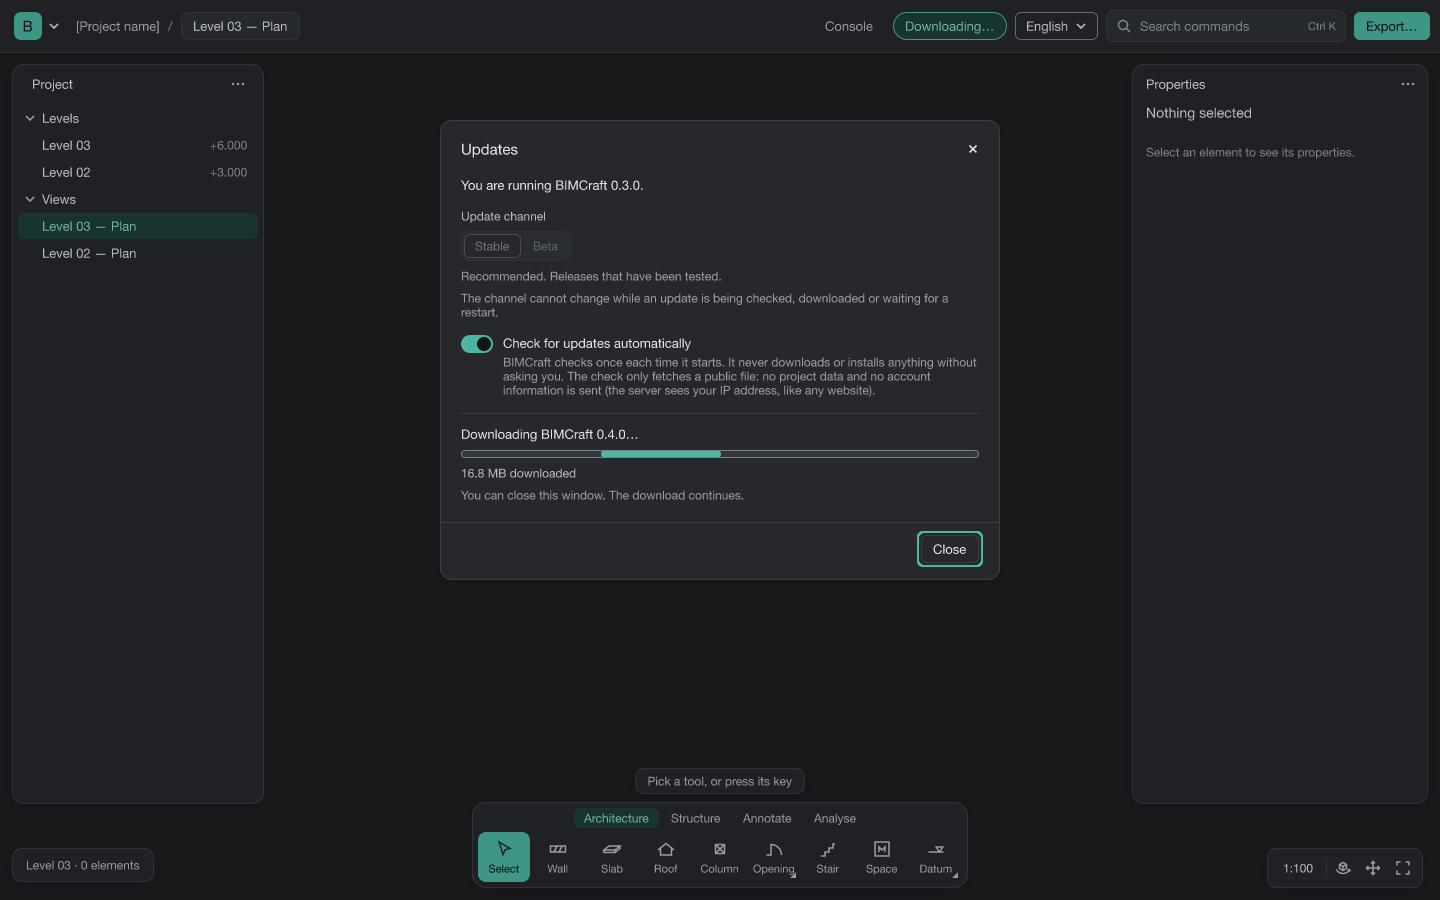 B
[Project name] / Level 03 — Plan
Console
Downloading…
English
Search commands Ctrl K
Export…
Project
Levels
Level 03 +6.000
Level 02 +3.000
Views
Level 03 — Plan
Level 02 — Plan
Updates
You are running BIMCraft 0.3.0.
Update channel
Stable Beta
Recommended. Releases that have been tested.
The channel cannot change while an update is being checked, downloaded or waiting for a
restart.
Check for updates automatically
BIMCraft checks once each time it starts. It never downloads or installs anything without
asking you. The check only fetches a public file: no project data and no account
information is sent (the server sees your IP address, like any website).
Downloading BIMCraft 0.4.0…
16.8 MB downloaded
You can close this window. The download continues.
Close
Properties
Nothing selected
Select an element to see its properties.
Pick a tool, or press its key
Architecture Structure Annotate Analyse
Select Wall Slab Roof Column Opening Stair Space Datum
Level 03 · 0 elements
1:100